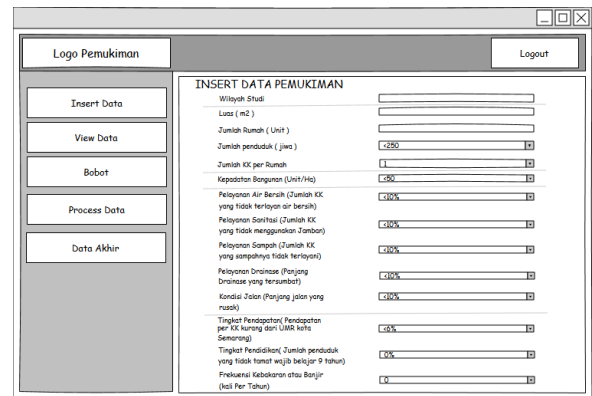 Logo Pemukiman
Logout
Insert Data
View Data
Bobot
Process Data
Data Akhir
INSERT DATA PEMUKIMAN
Wilayah Studi
Luas ( m2 )
Jumlah Rumah ( Unit )
Jumlah penduduk ( jiwa )
<250
Jumlah KK per Rumah
1
Kepadatan Bangunan (Unit/Ha)
<50
Pelayanan Air Bersih (Jumlah KK
yang tidak terlayan air bersih)
<10%
Pelayanan Sanitasi (Jumlah KK
yang tidak menggunakan Jamban)
<10%
Pelayanan Sampah (Jumlah KK
yang sampahnya tidak terlayani)
<10%
Pelayanan Drainase (Panjang
Drainase yang tersumbat)
<10%
Kondisi Jalan (Panjang jalan yang
rusak)
<10%
Tingkat Pendapatan( Pendapatan
per KK kurang dari UMR kota
Semarang)
<6%
Tingkat Pendidikan( Jumlah penduduk
yang tidak tamat wajib belajar 9 tahun)
0%
Frekuensi Kebakaran atau Banjir
(kali Per Tahun)
0